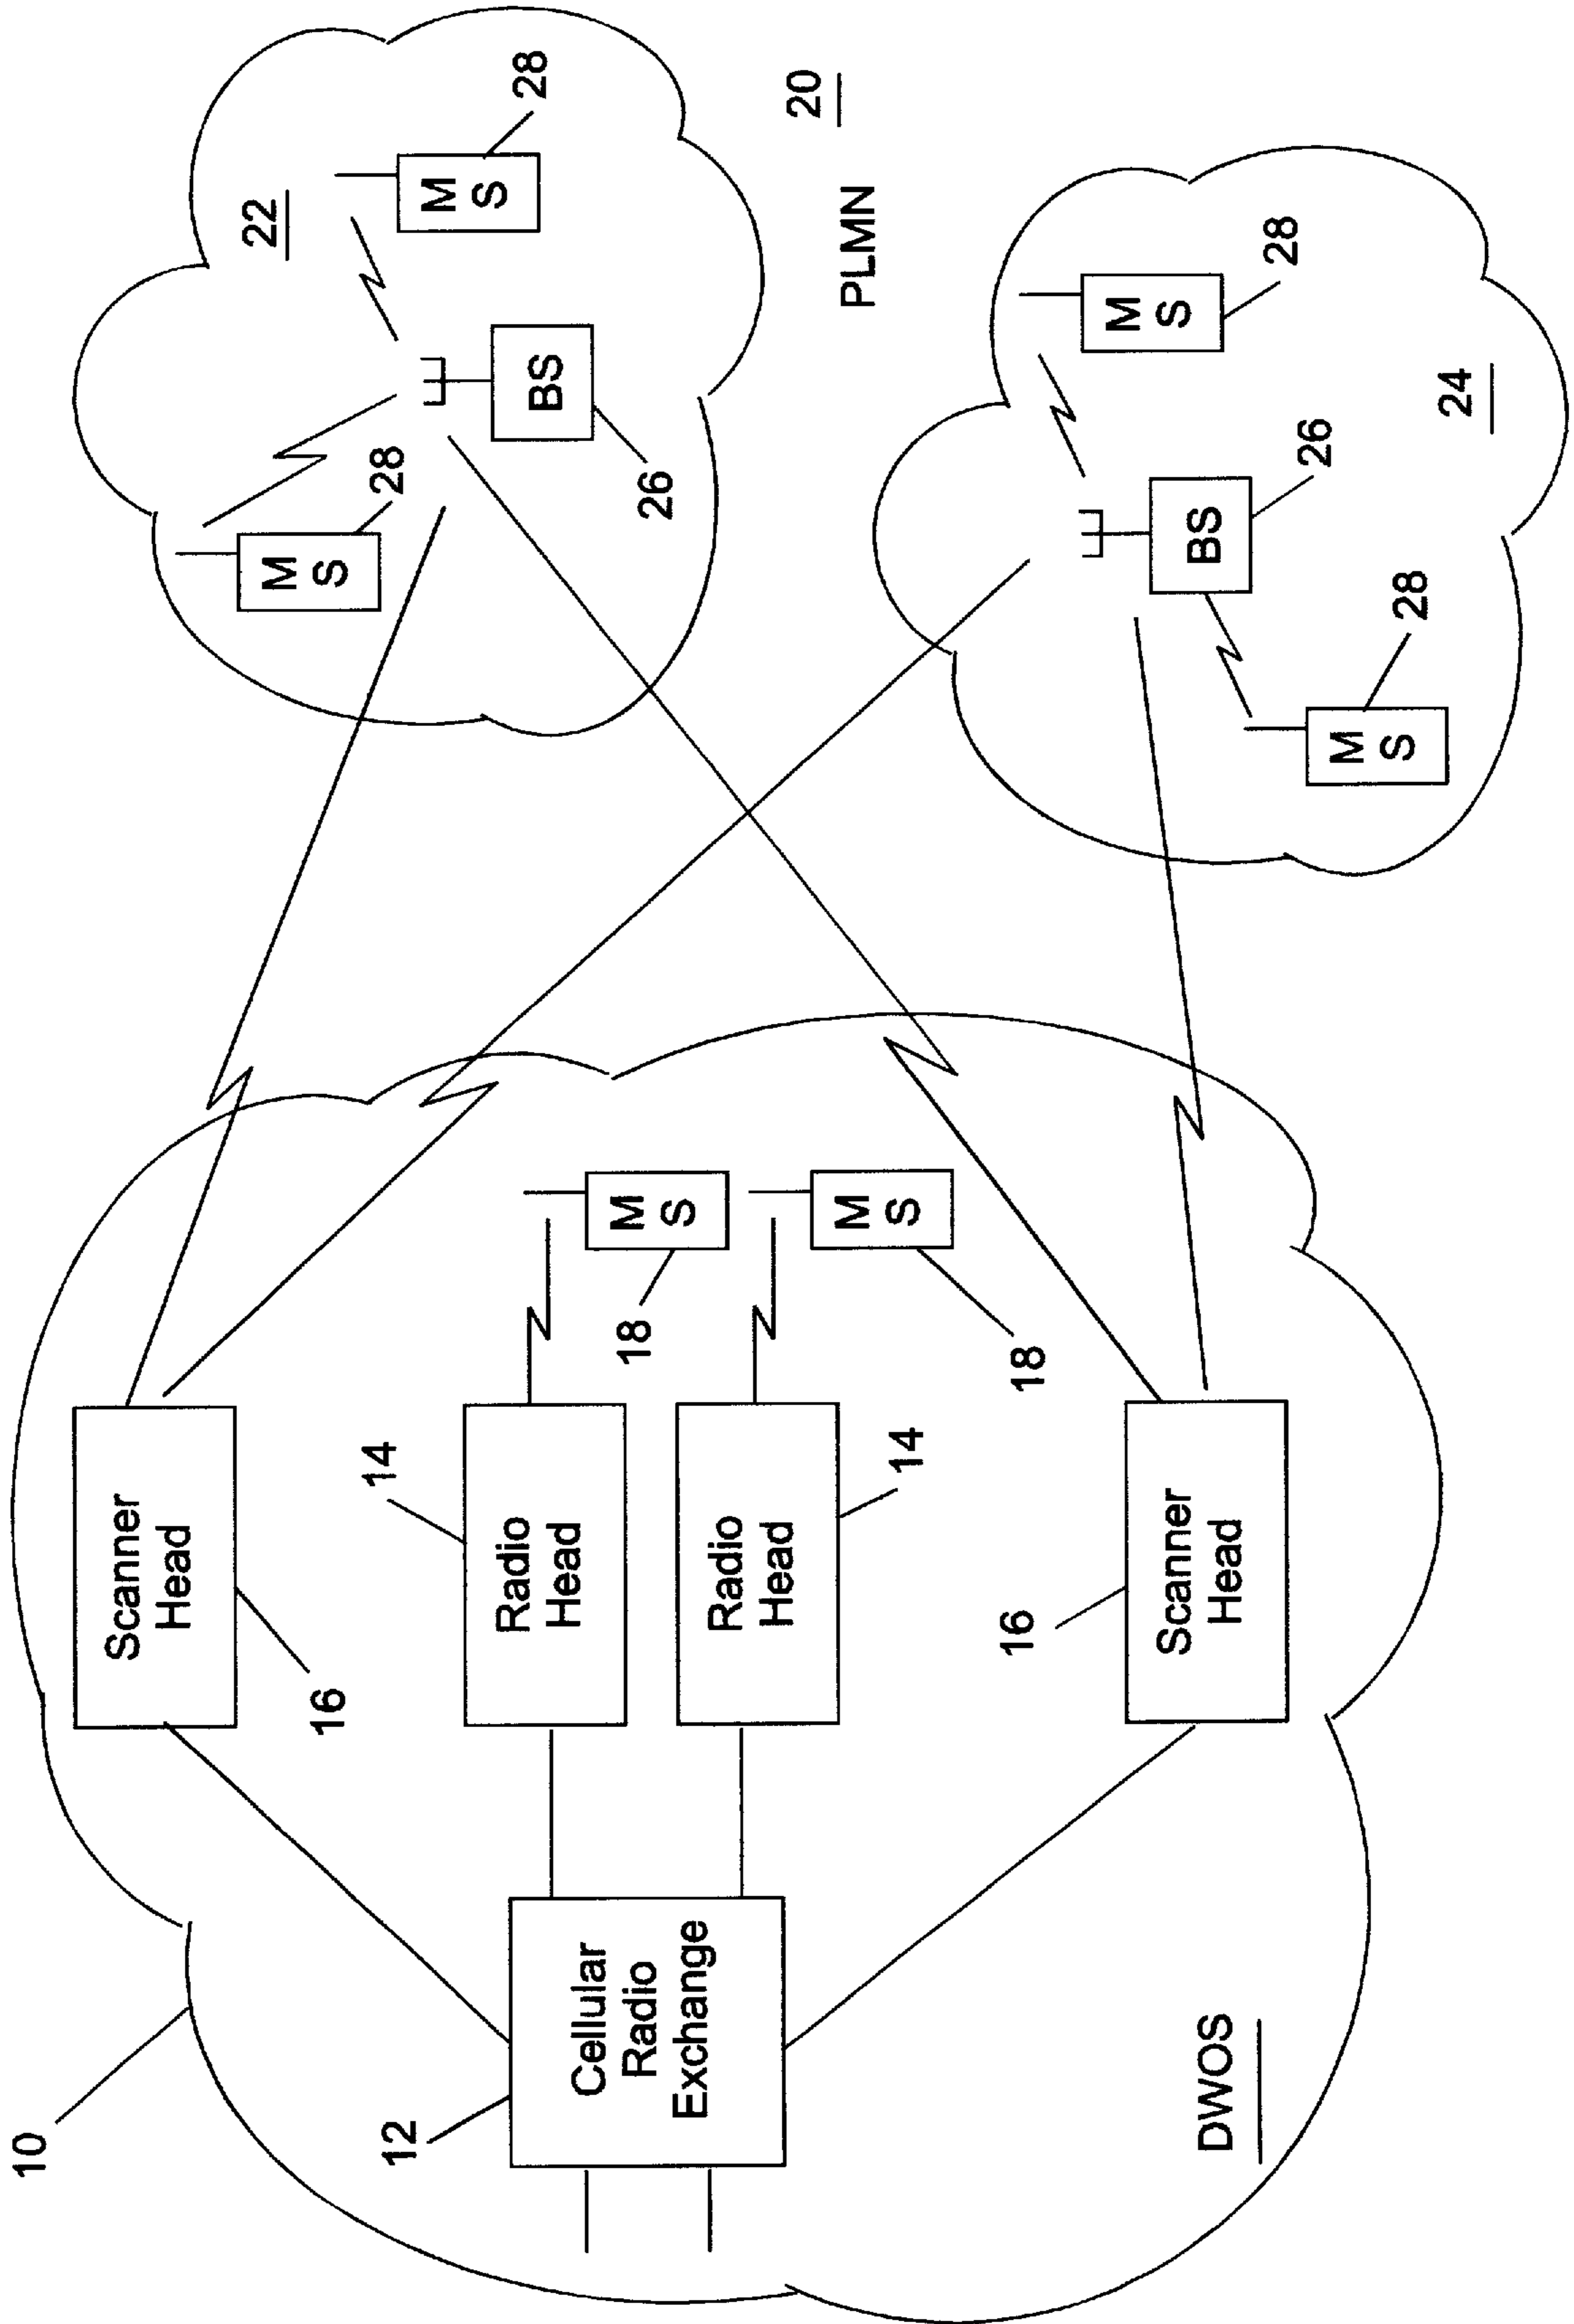 10
12
Cellular
Radio
Exchange
DWOS
Scanner
Head
16
14
Radio
Head
Radio
Head
14
16
Scanner
Head
18
M
S
M
S
18
22
M
S
28
BS
26
M
S
28
PLMN
20
24
M
S
28
BS
26
M
S
28